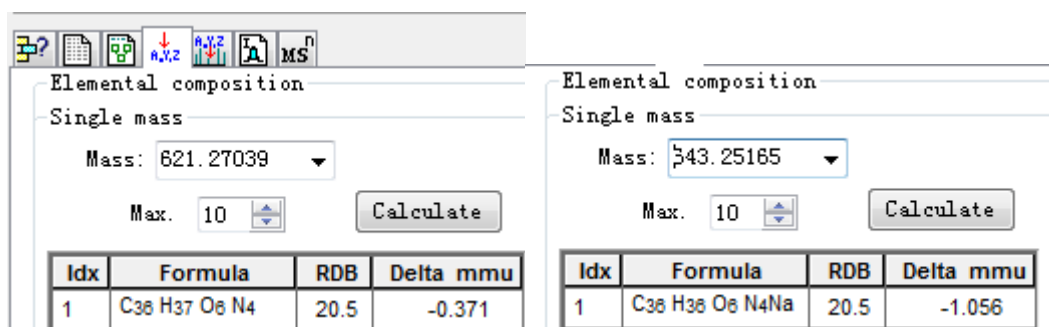 ? A,Y,Z A,Y,Z MSⁿ
Elemental composition
Single mass
Mass: 621.27039
Max. 10 Calculate
Idx Formula RDB Delta mmu
1 C36 H37 O6 N4 20.5 -0.371
Elemental composition
Single mass
Mass: 643.25165
Max. 10 Calculate
Idx Formula RDB Delta mmu
1 C36 H36 O6 N4Na 20.5 -1.056